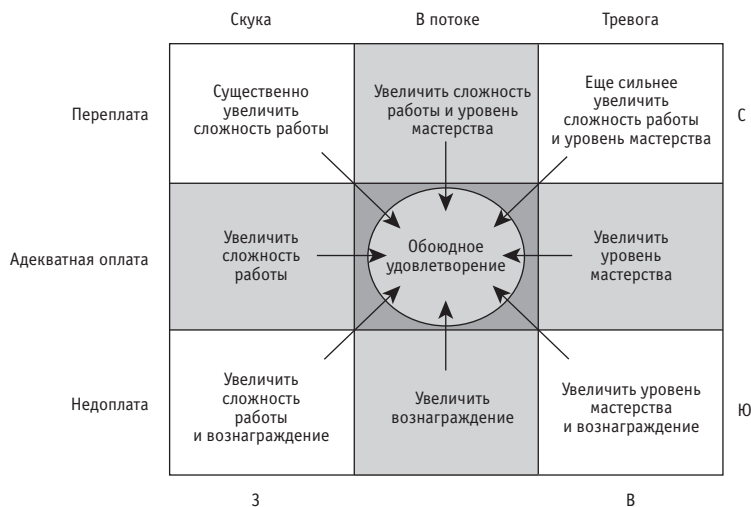 Скука
В потоке
Тревога
Переплата
Существенно
увеличить
сложность работы
Увеличить сложность
работы и уровень
мастерства
Еще сильнее
увеличить
сложность работы
и уровень мастерства
С
Адекватная оплата
Увеличить
сложность
работы
Обоюдное
удовлетворение
Увеличить
уровень
мастерства
Недоплата
Увеличить
сложность
работы
и вознаграждение
Увеличить
вознаграждение
Увеличить уровень
мастерства
и вознаграждение
Ю
З
В